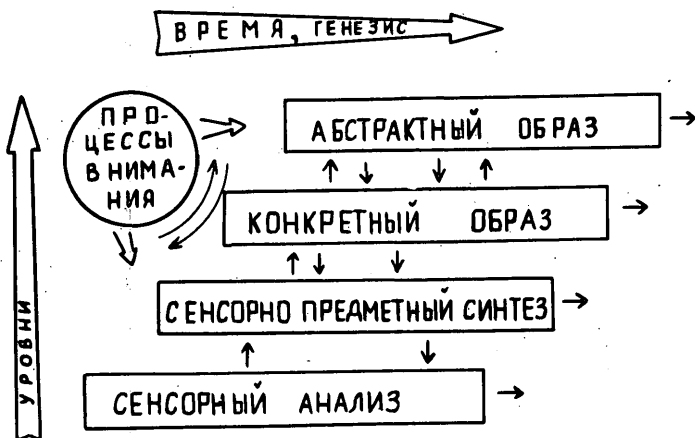 ВРЕМЯ, ГЕНЕЗИС
ПРО-
ЦЕССЫ
ВНИМА-
НИЯ
АБСТРАКТНЫЙ ОБРАЗ
КОНКРЕТНЫЙ ОБРАЗ
СЕНСОРНО ПРЕДМЕТНЫЙ СИНТЕЗ
СЕНСОРНЫЙ АНАЛИЗ
УРОВНИ